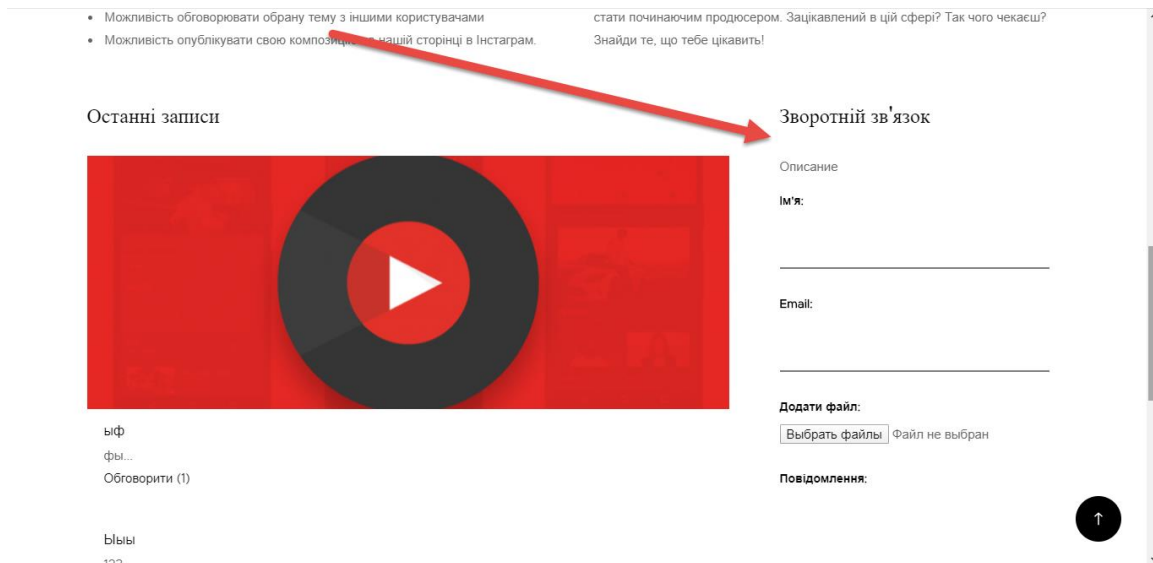 Можливість обговорювати обрану тему з іншими користувачами
Можливість опублікувати свою нашій сторінці в Інстаграм.
стати починаючим продюсером. Зацікавлений в цій сфері? Так чого чекаєш?
Знайди те, що тебе цікавить!
Останні записи
ыф
фы...
Обговорити (1)
Ыыы
Зворотній зв'язок
Описание
Ім'я:
Email:
Додати файл:
Выбрать файлы Файл не выбран
Повідомлення: